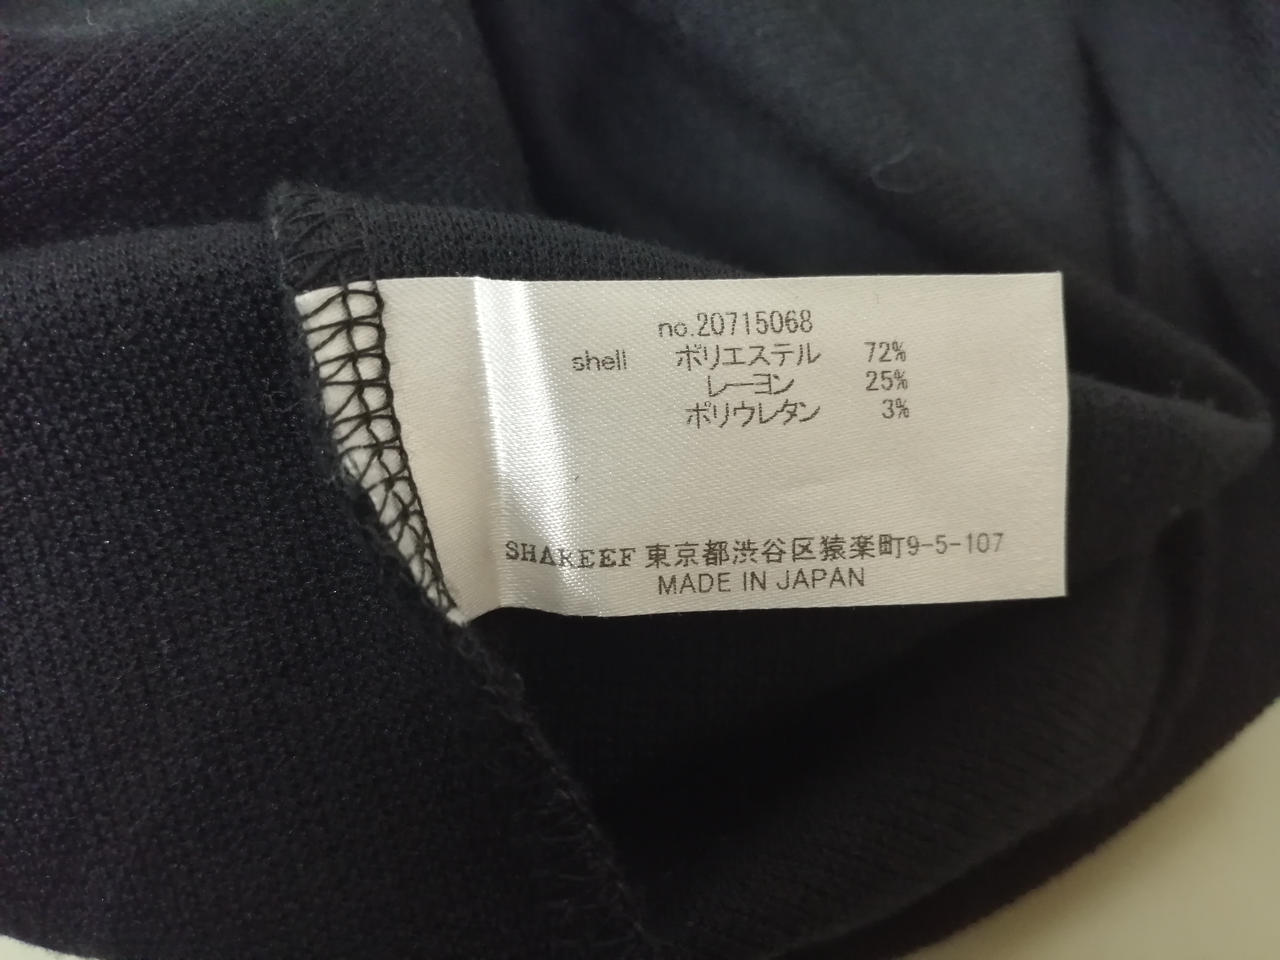 no.20715068
shell ポリエステル 72%
レーヨン 25%
ポリウレタン 3%
SHAREEF 東京都渋谷区猿楽町9-5-107
MADE IN JAPAN